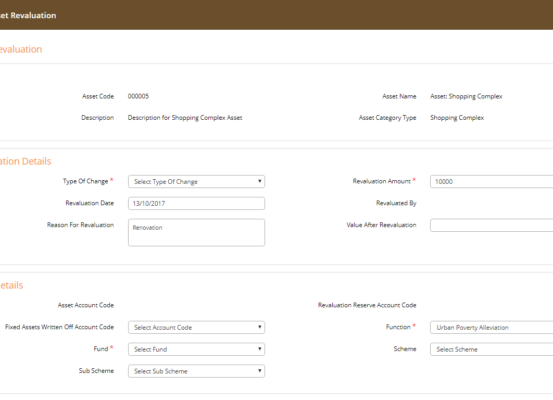 set Revaluation
evaluation
Asset Code 000005 Asset Name Asset: Shopping Complex
Description Description for Shopping Complex Asset Asset Category Type Shopping Complex
ation Details
Type Of Change * Select Type Of Change Revaluation Amount * 10000
Revaluation Date 13/10/2017 Revaluated By
Reason For Revaluation Renovation Value After Reevaluation
etails
Asset Account Code Revaluation Reserve Account Code
Fixed Assets Written Off Account Code Select Account Code Function * Urban Poverty Alleviation
Fund * Select Fund Scheme Select Scheme
Sub Scheme Select Sub Scheme